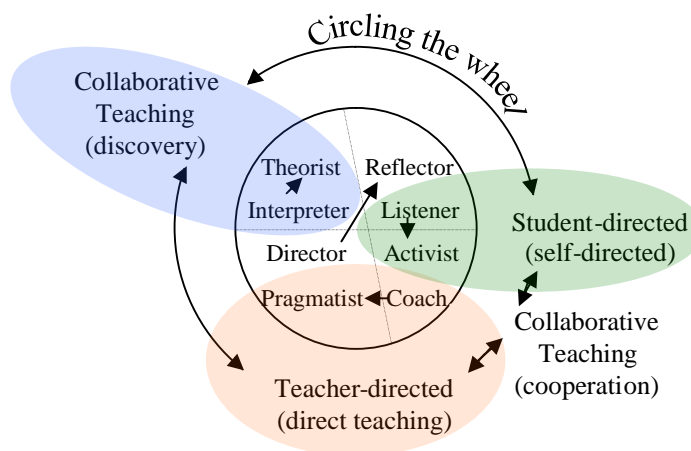 Circling the wheel
Collaborative
Teaching
(discovery)
Theorist
Reflector
Interpreter
Listener
Director
Activist
Pragmatist
Coach
Student-directed
(self-directed)
Collaborative
Teaching
(cooperation)
Teacher-directed
(direct teaching)